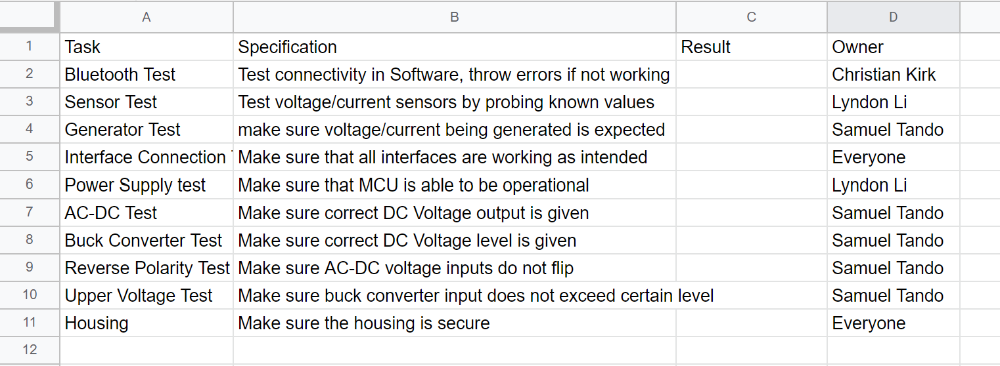 A B C D
1 Task Specification Result Owner
2 Bluetooth Test Test connectivity in Software, throw errors if not working Christian Kirk
3 Sensor Test Test voltage/current sensors by probing known values Lyndon Li
4 Generator Test make sure voltage/current being generated is expected Samuel Tando
5 Interface Connection Make sure that all interfaces are working as intended Everyone
6 Power Supply test Make sure that MCU is able to be operational Lyndon Li
7 AC-DC Test Make sure correct DC Voltage output is given Samuel Tando
8 Buck Converter Test Make sure correct DC Voltage level is given Samuel Tando
9 Reverse Polarity Test Make sure AC-DC voltage inputs do not flip Samuel Tando
10 Upper Voltage Test Make sure buck converter input does not exceed certain level Samuel Tando
11 Housing Make sure the housing is secure Everyone
12